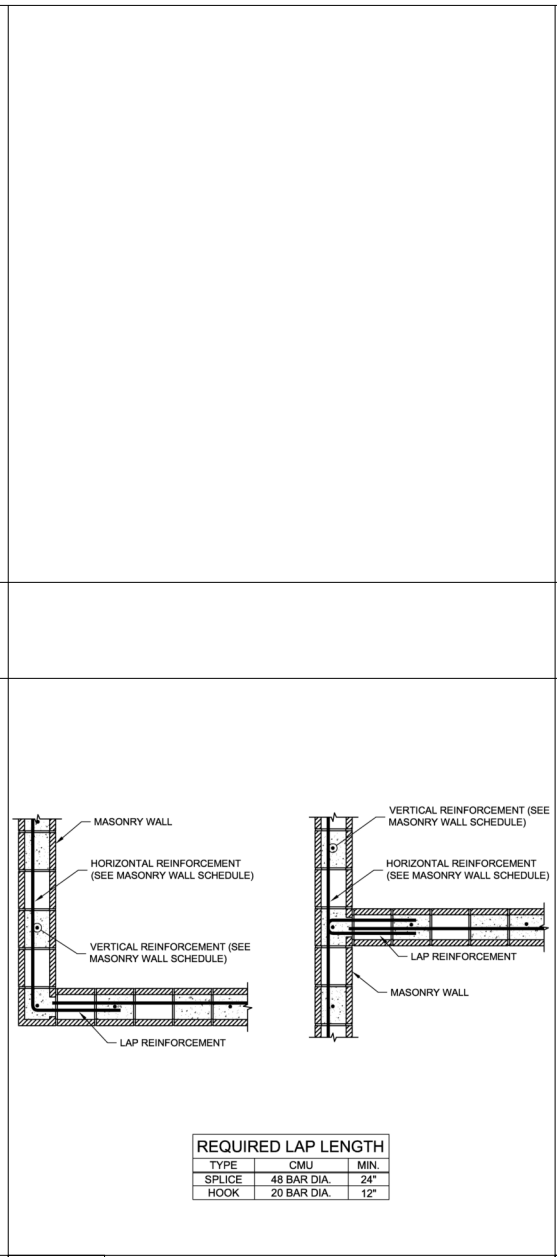 MASONRY WALL
HORIZONTAL REINFORCEMENT
(SEE MASONRY WALL SCHEDULE)
VERTICAL REINFORCEMENT (SEE
MASONRY WALL SCHEDULE)
LAP REINFORCEMENT
VERTICAL REINFORCEMENT (SEE
MASONRY WALL SCHEDULE)
HORIZONTAL REINFORCEMENT
(SEE MASONRY WALL SCHEDULE)
LAP REINFORCEMENT
MASONRY WALL
REQUIRED LAP LENGTH
TYPE CMU MIN.
SPLICE 48 BAR DIA. 24"
HOOK 20 BAR DIA. 12"